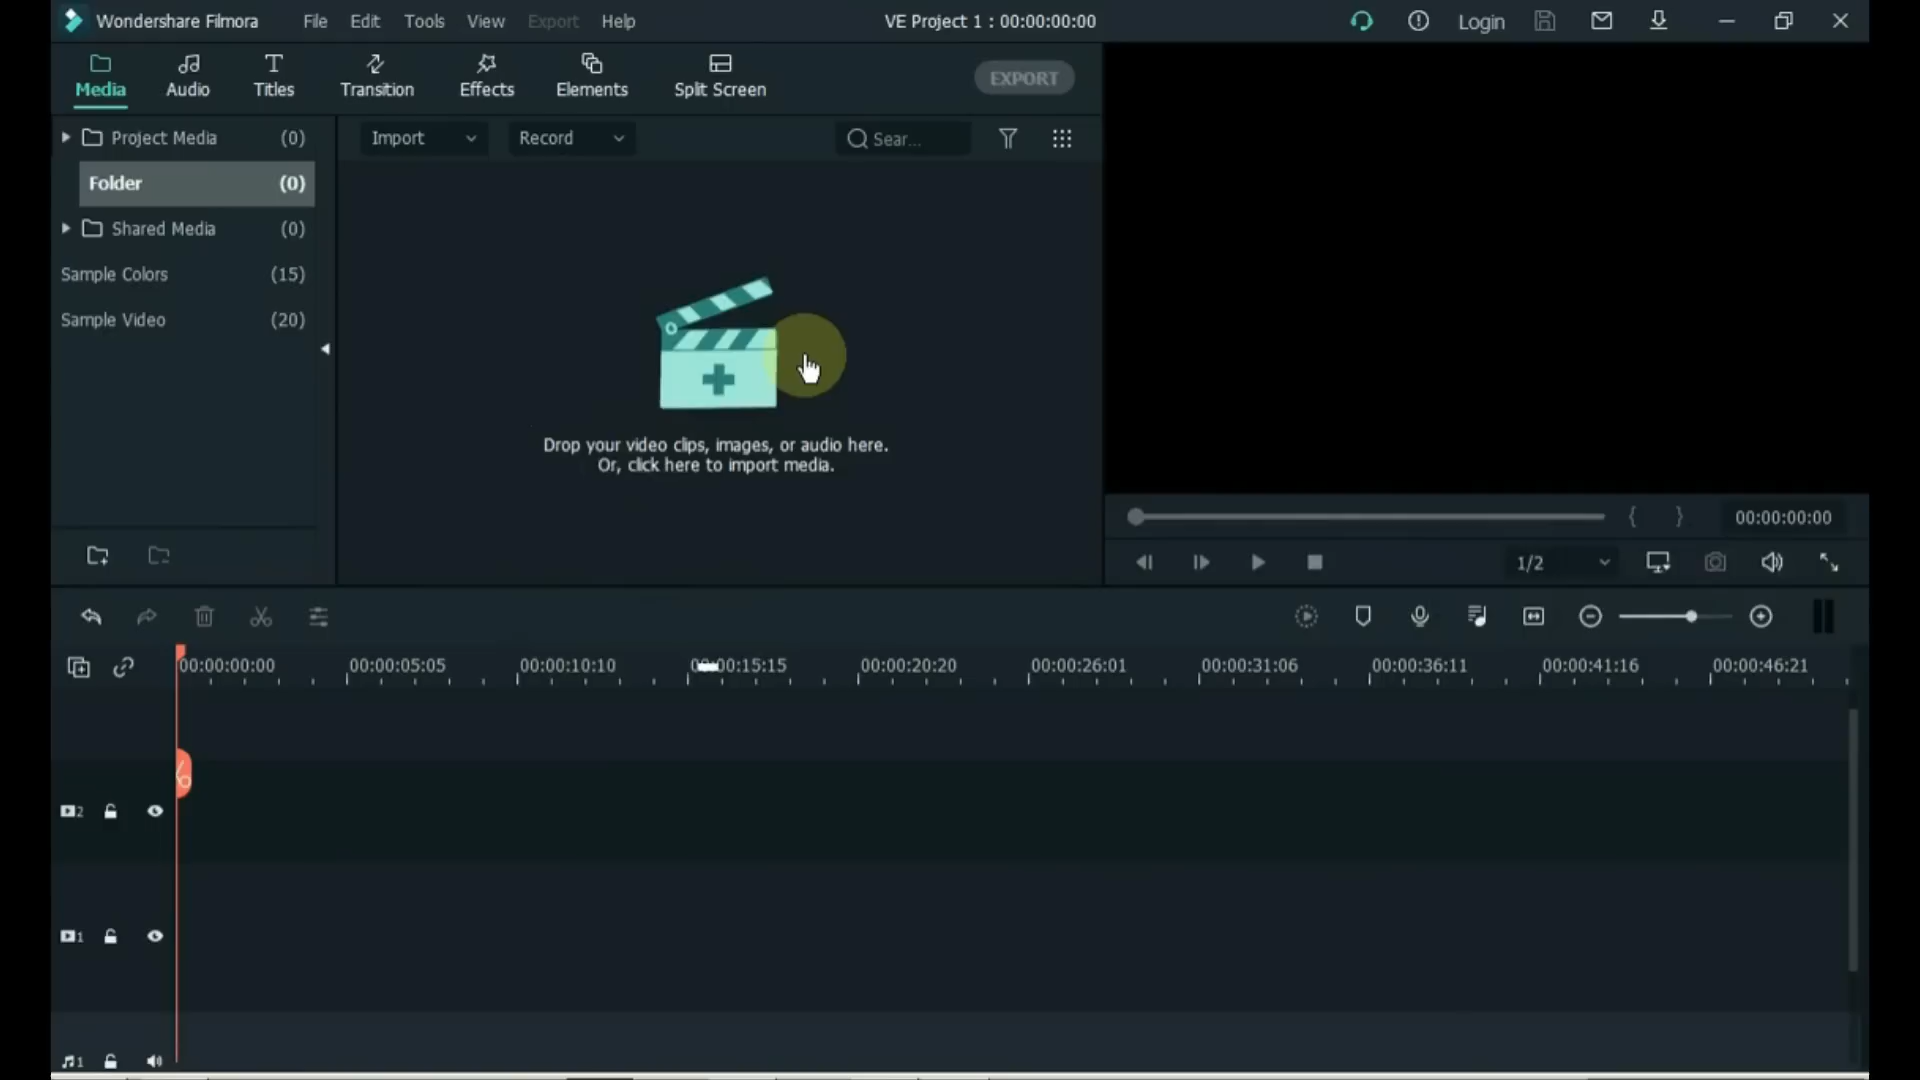 Wondershare Filmora File Edit Tools View Export Help VE Project 1 : 00:00:00:00 Login
Media Audio Titles Transition Effects Elements Split Screen EXPORT
Project Media (0) Import Record Sear...
Folder (0)
Shared Media (0)
Sample Colors (15)
Sample Video (20)
Drop your video clips, images, or audio here.
Or, click here to import media.
{ } 00:00:00:00
1/2
00:00:00:00 00:00:05:05 00:00:10:10 00:00:15:15 00:00:20:20 00:00:26:01 00:00:31:06 00:00:36:11 00:00:41:16 00:00:46:21
2
1
1